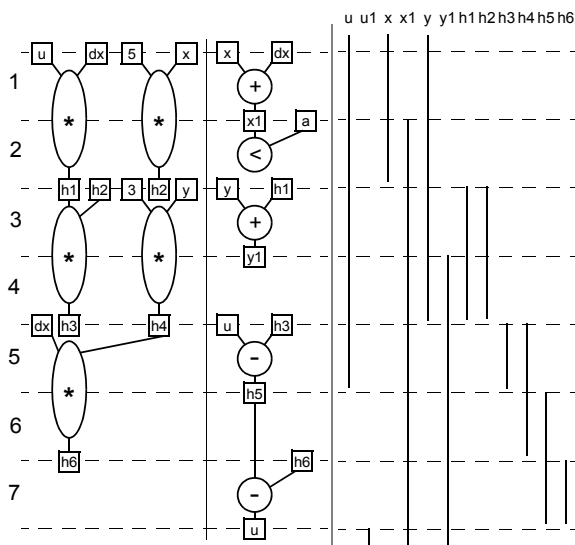 u u1 x x1 y y1 h1 h2 h3 h4 h5 h6
u dx 5 x x dx
1
+
* * x1 a
2
<
h1 h2 3 h2 y y h1
3
+
* * y1
4
dx h3 h4 u h3
5
-
* h5
6
h6 h6
7
-
u